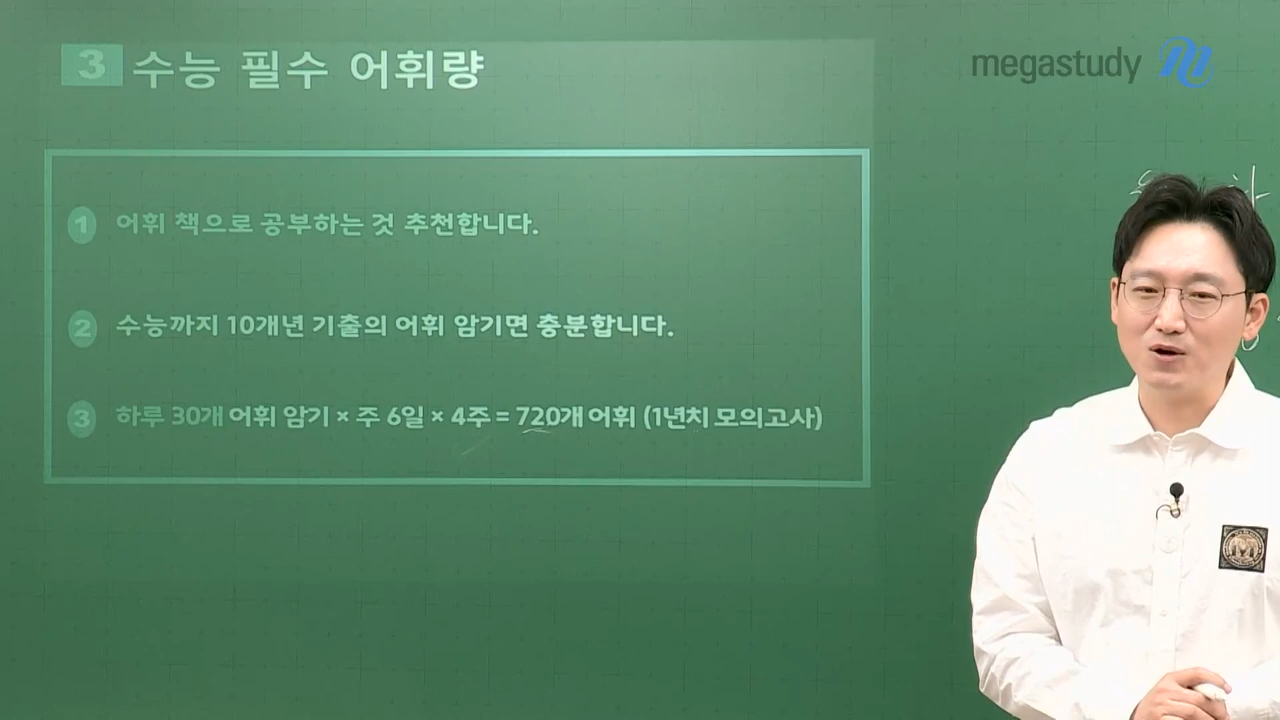 3 수능 필수 어휘량
megastudy
1 어휘 책으로 공부하는 것 추천합니다.
2 수능까지 10개년 기출의 어휘 암기면 충분합니다.
3 하루 30개 어휘 암기 × 주 6일 × 4주 = 720개 어휘 (1년치 모의고사)